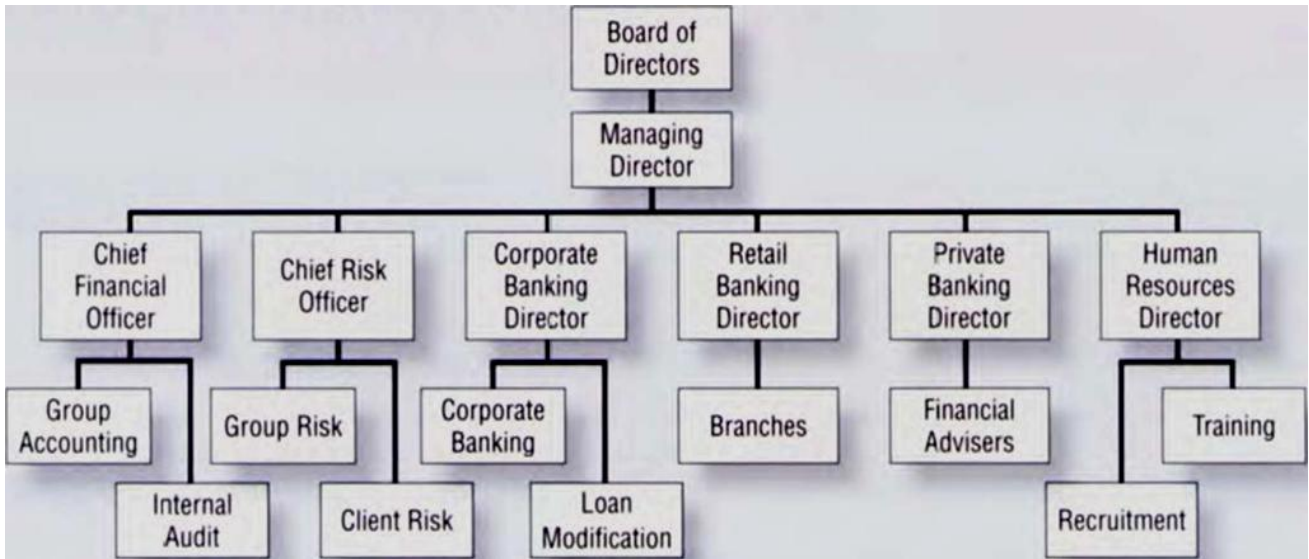 Board of
Directors
Managing
Director
Chief
Financial
Officer
Chief Risk
Officer
Corporate
Banking
Director
Retail
Banking
Director
Private
Banking
Director
Human
Resources
Director
Group
Accounting
Group Risk
Corporate
Banking
Branches
Financial
Advisers
Training
Internal
Audit
Client Risk
Loan
Modification
Recruitment